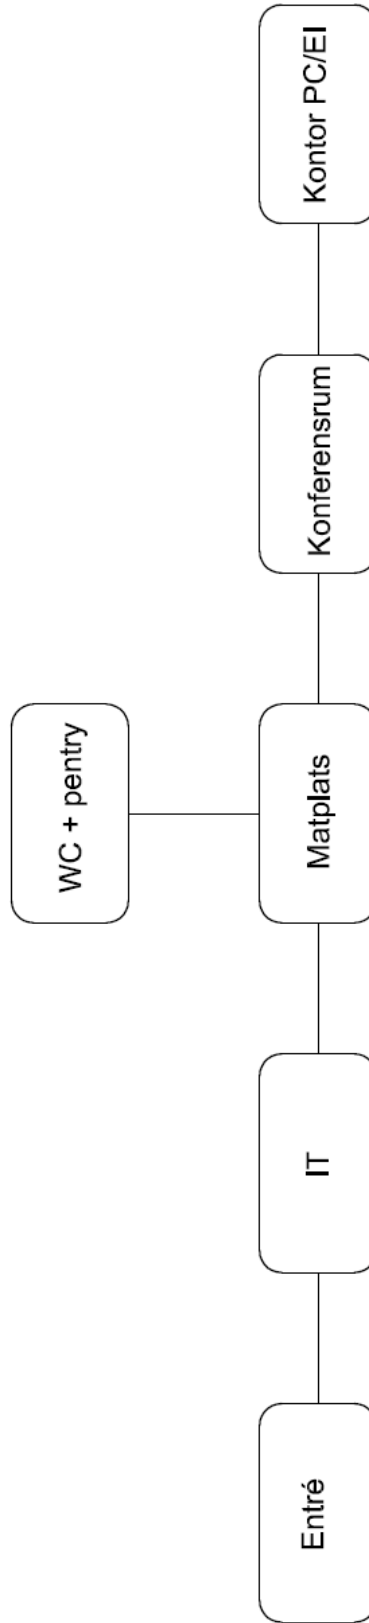 WC + pentry
Entré
IT
Matplats
Konferensrum
Kontor PC/El